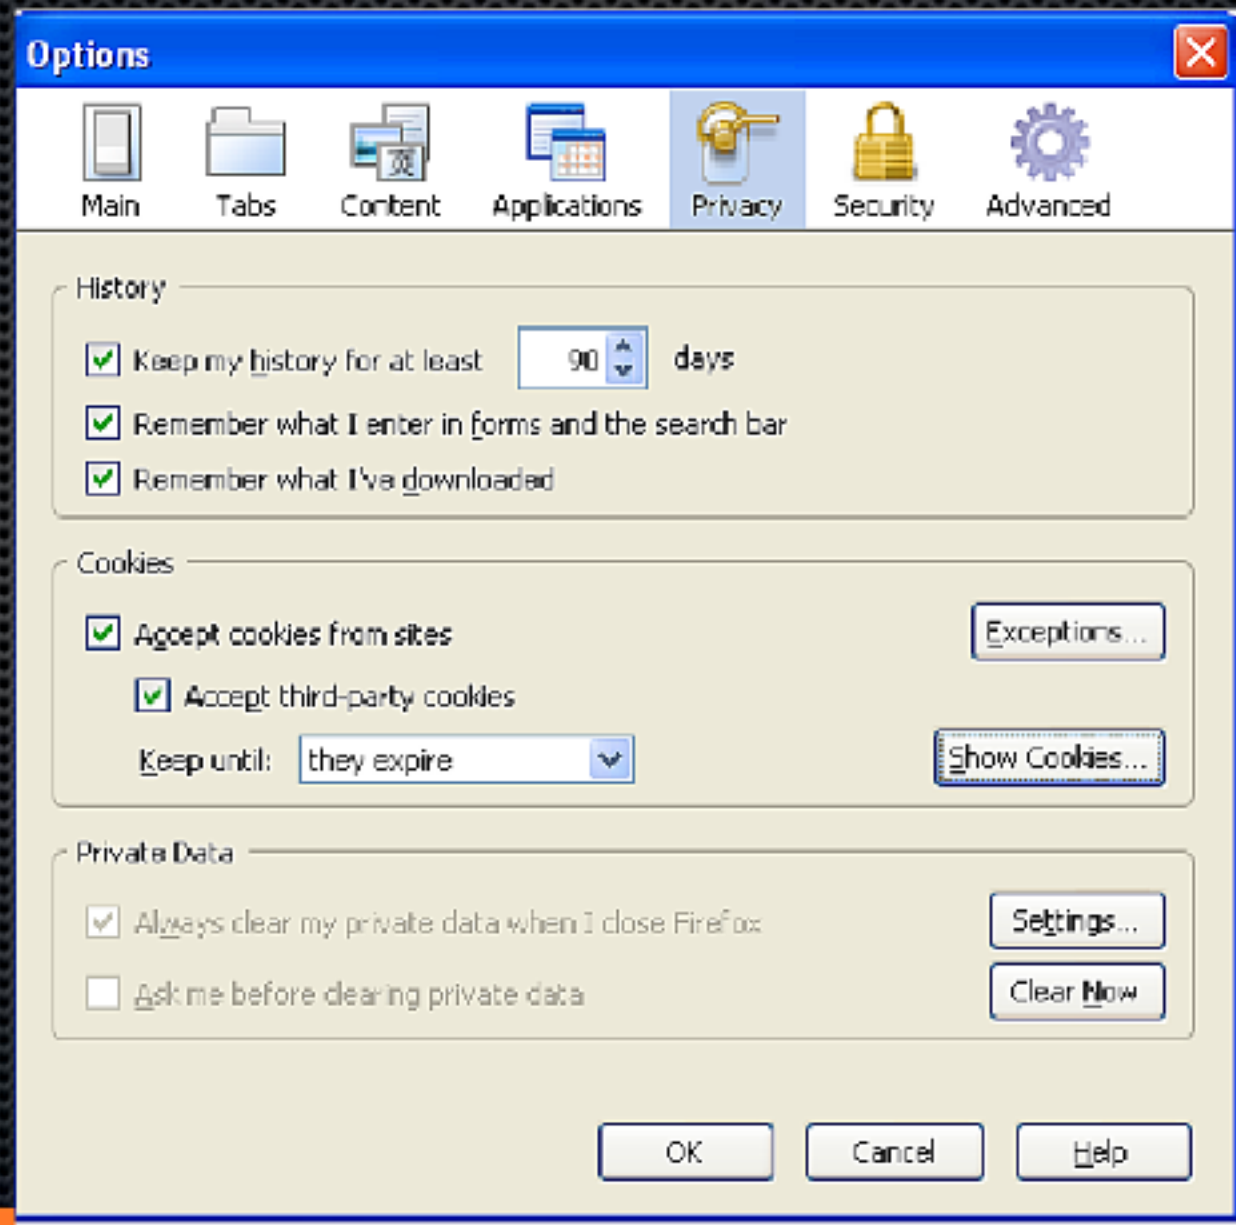 Options
Main Tabs Content Applications Privacy Security Advanced
History
Keep my history for at least 90 days
Remember what I enter in forms and the search bar
Remember what I've downloaded
Cookies
Accept cookies from sites Exceptions...
Accept third-party cookies
Keep until: they expire Show Cookies...
Private Data
Always clear my private data when I close Firefox Settings...
Ask me before clearing private data Clear Now
OK Cancel Help